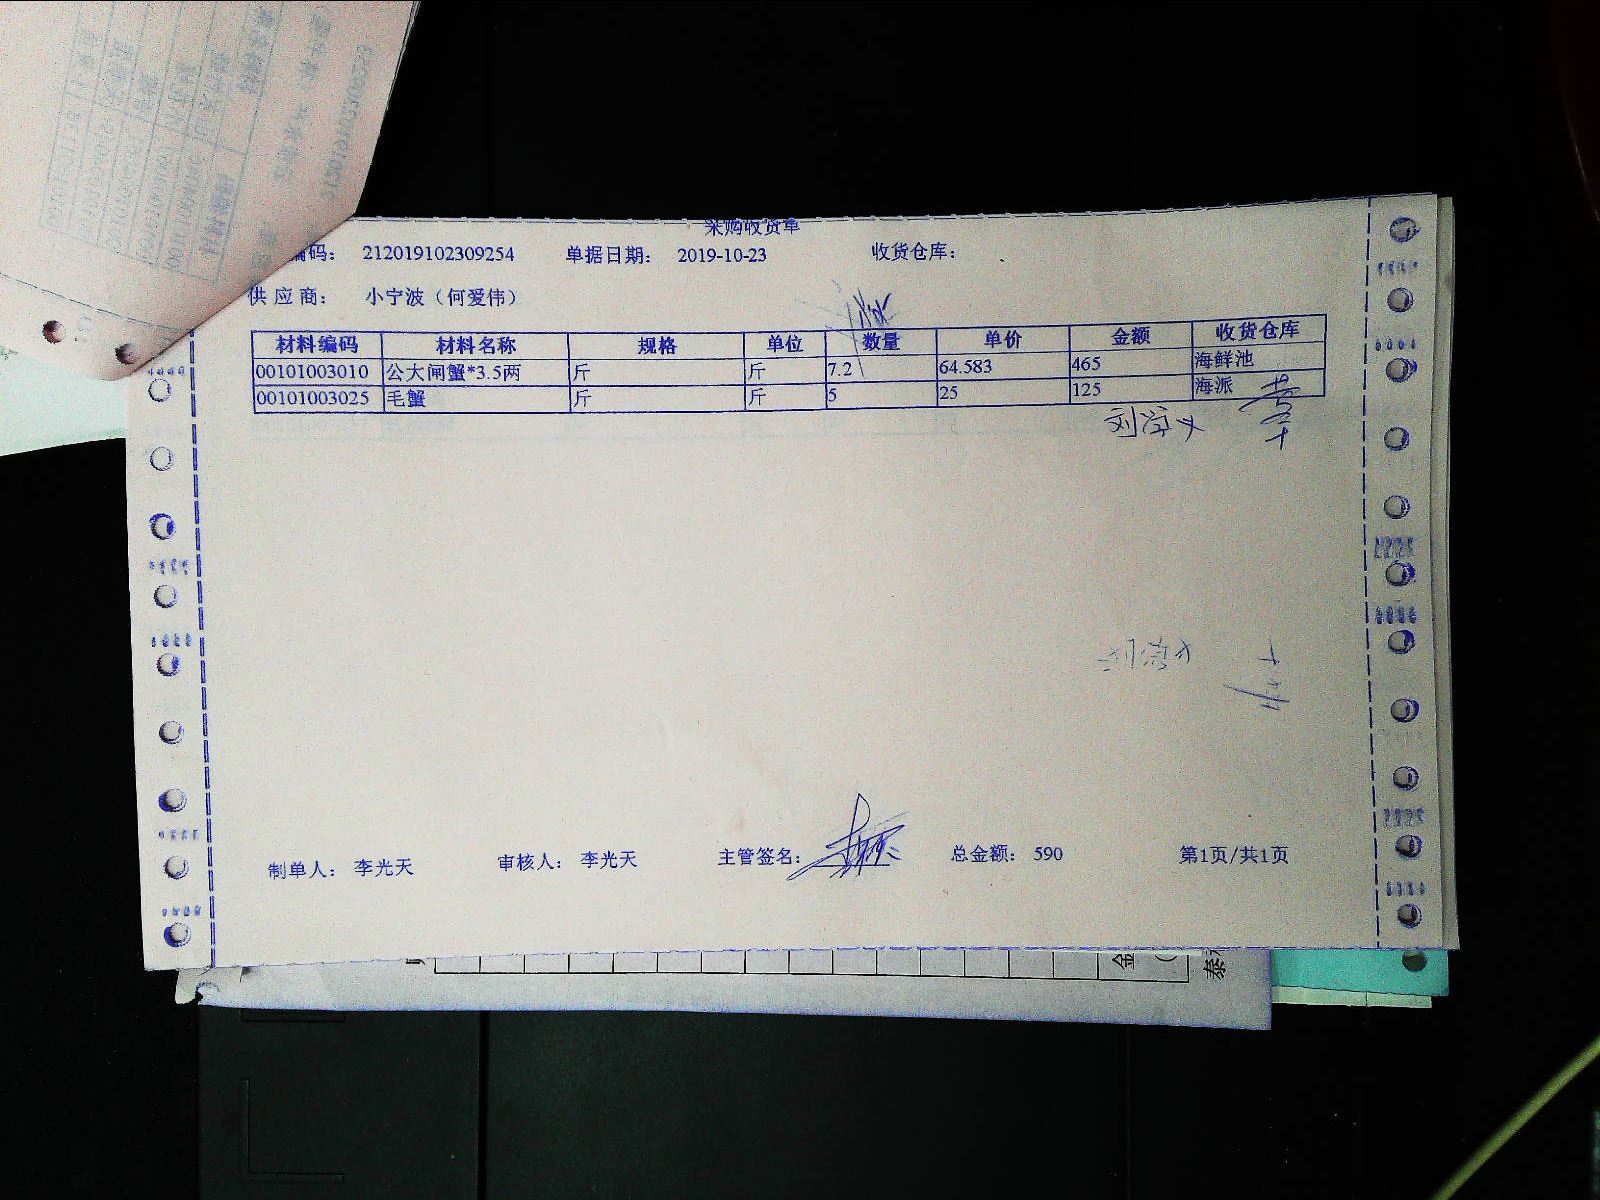 采购收货单
编码： 212019102309254 单据日期： 2019-10-23 收货仓库：
供 应 商： 小宁波（何爱伟）
材料编码 材料名称 规格 单位 数量 单价 金额 收货仓库
00101003010 公大闸蟹*3.5两 斤 斤 7.2 64.583 465 海鲜池
00101003025 毛蟹 斤 斤 5 25 125 海派
制单人： 李光天 审核人： 李光天 主管签名： 总金额： 590 第1页/共1页
金
泰